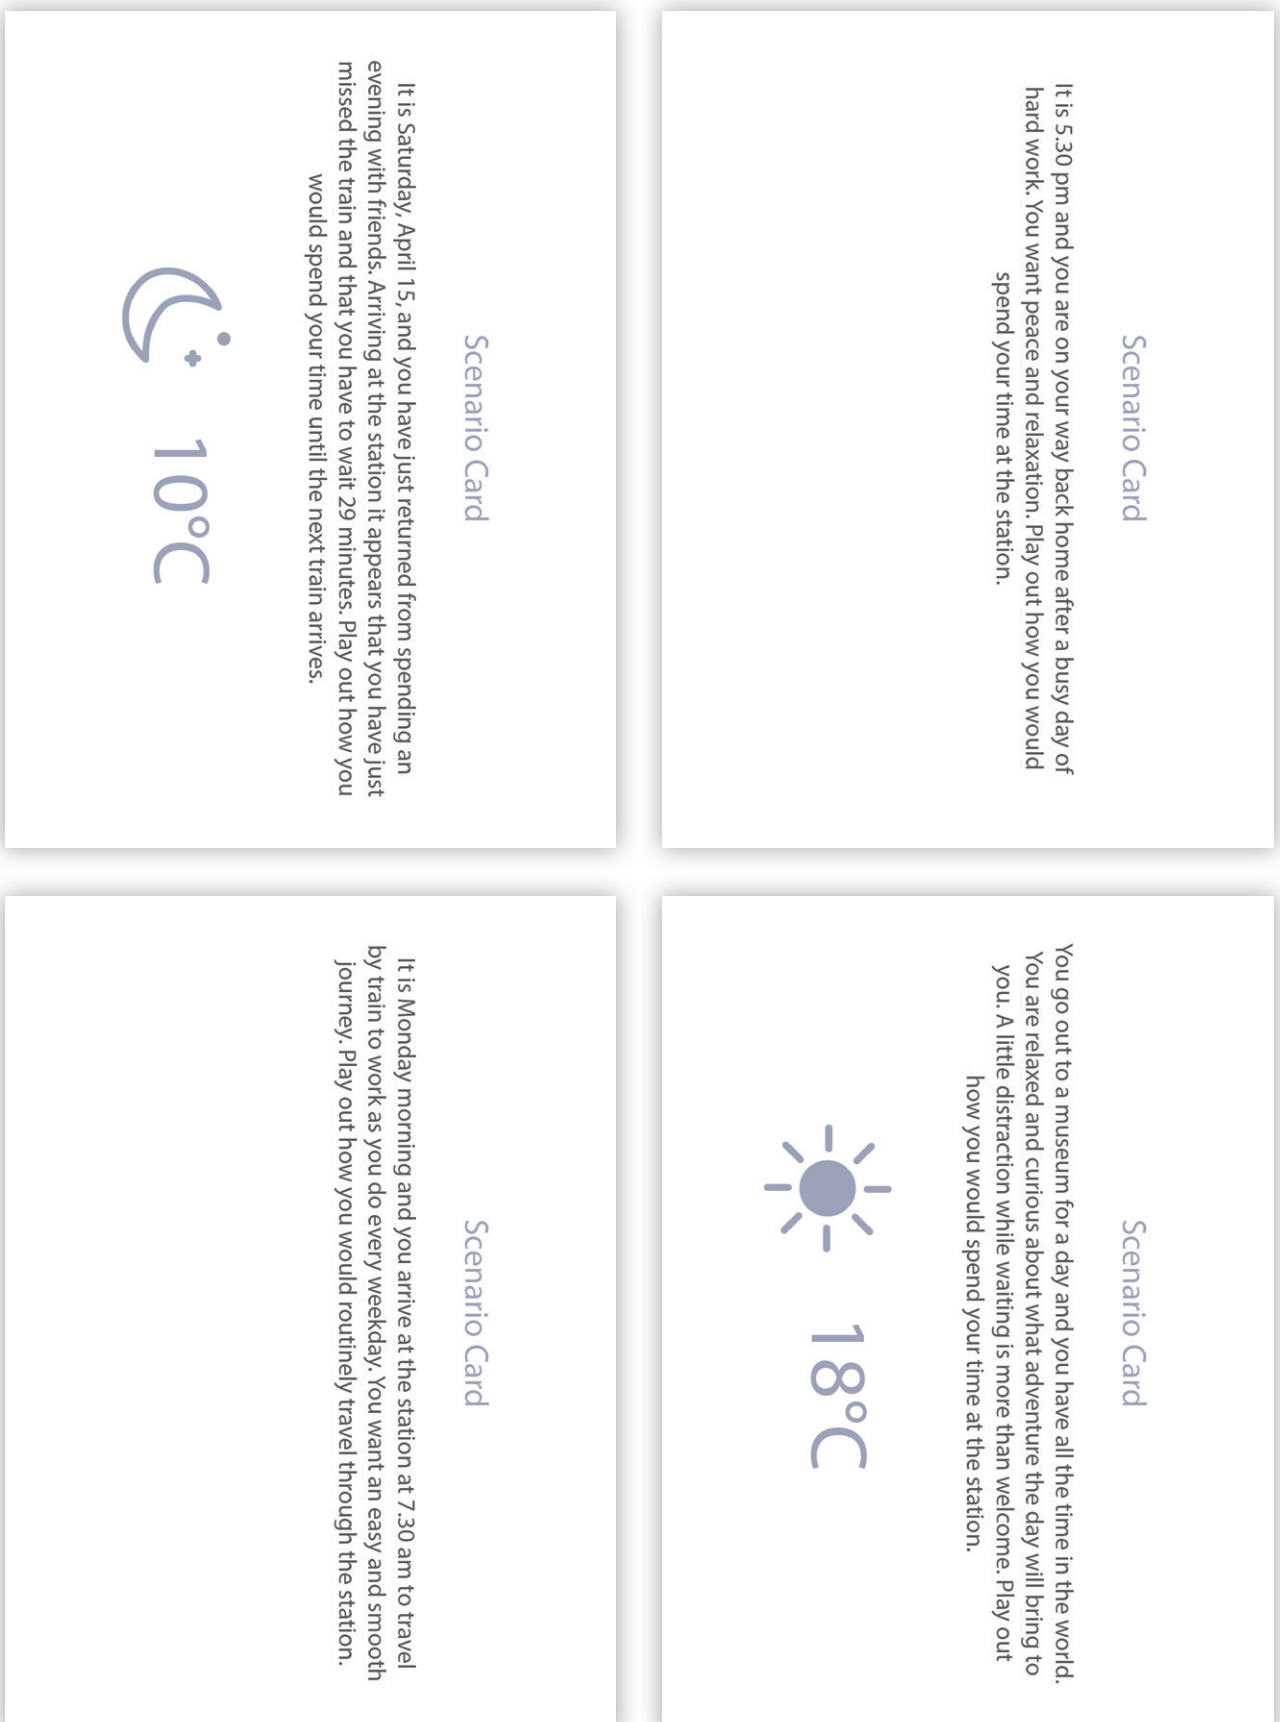 Scenario Card
It is 5.30 pm and you are on your way back home after a busy day of
hard work. You want peace and relaxation. Play out how you would
spend your time at the station.
Scenario Card
You go out to a museum for a day and you have all the time in the world.
You are relaxed and curious about what adventure the day will bring to
you. A little distraction while waiting is more than welcome. Play out
how you would spend your time at the station.
18°C
Scenario Card
It is Saturday, April 15, and you have just returned from spending an
evening with friends. Arriving at the station it appears that you have just
missed the train and that you have to wait 29 minutes. Play out how you
would spend your time until the next train arrives.
10°C
Scenario Card
It is Monday morning and you arrive at the station at 7.30 am to travel
by train to work as you do every weekday. You want an easy and smooth
journey. Play out how you would routinely travel through the station.